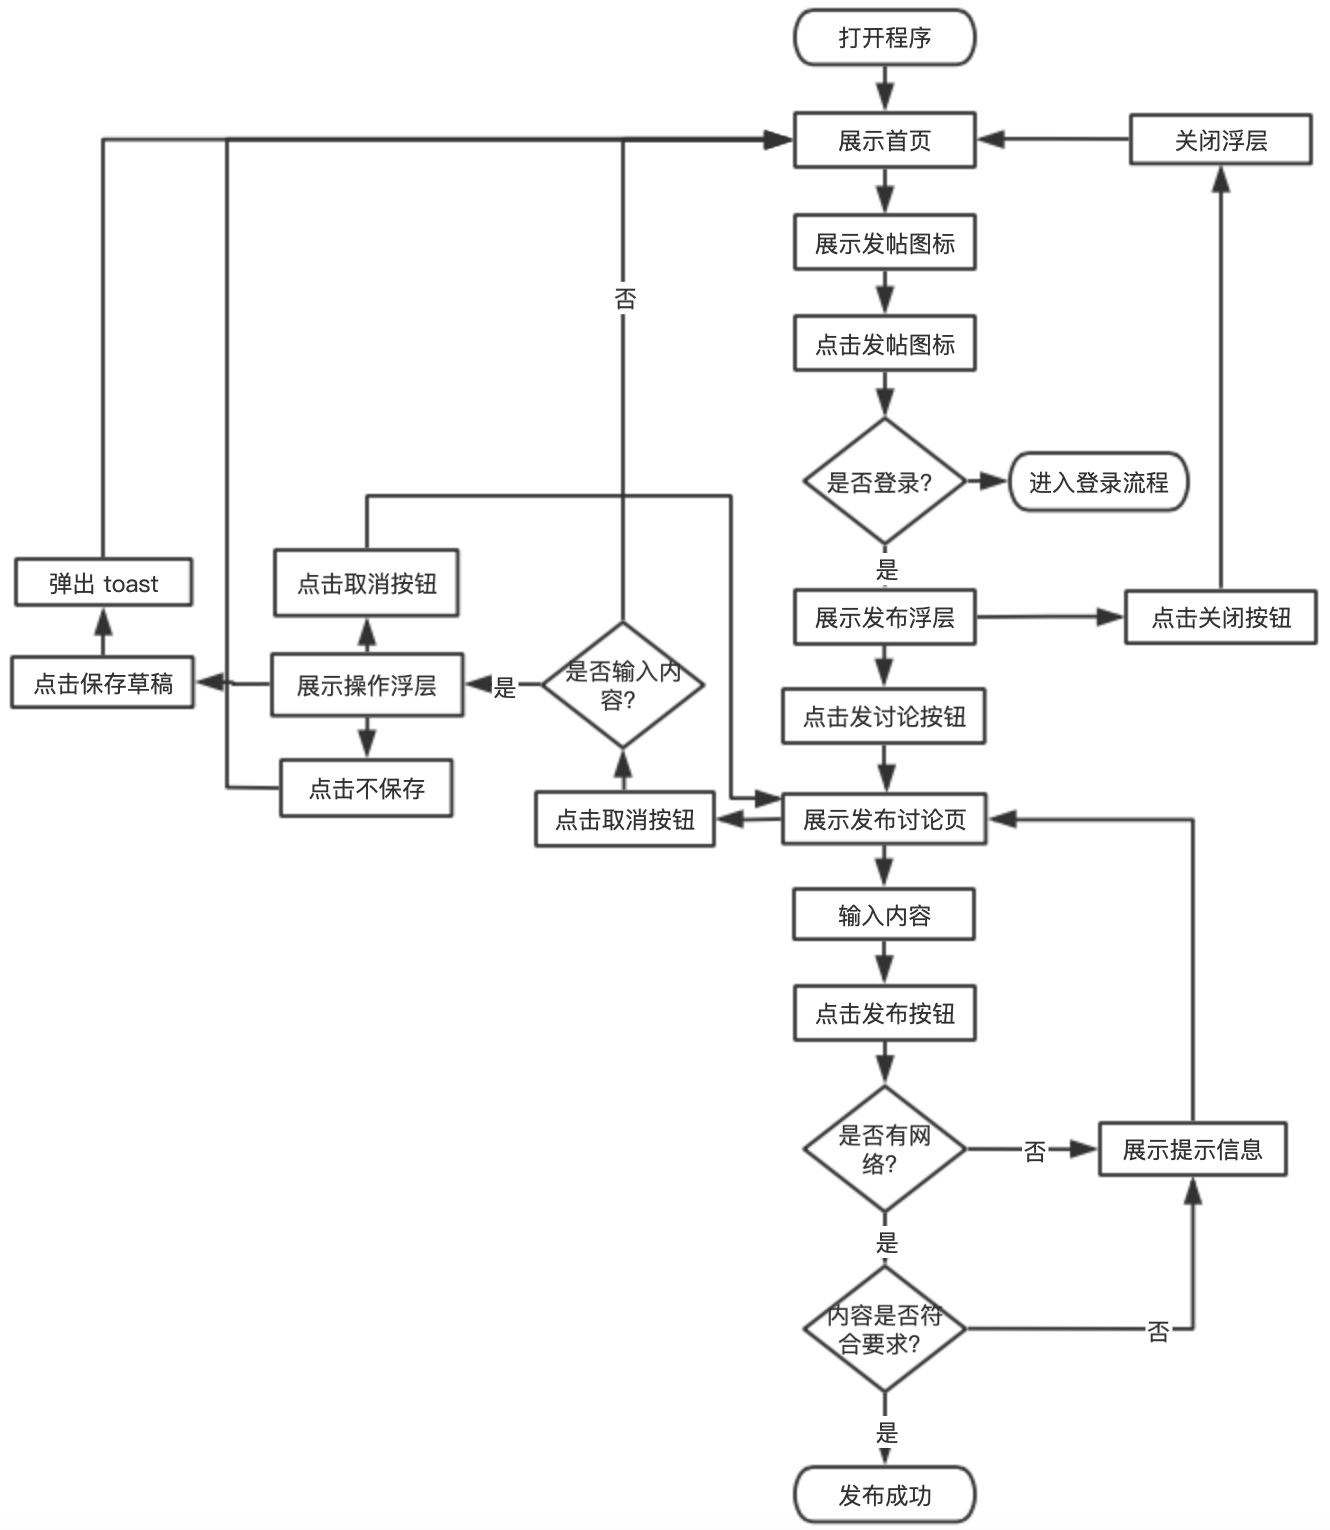 打开程序
展示首页
关闭浮层
展示发帖图标
否
点击发帖图标
是否登录?
进入登录流程
是
弹出 toast
点击取消按钮
展示发布浮层
点击关闭按钮
点击保存草稿
展示操作浮层
是
是否输入内
容?
点击发讨论按钮
点击不保存
点击取消按钮
展示发布讨论页
输入内容
点击发布按钮
是否有网
络?
否
展示提示信息
是
内容是否符
合要求?
否
是
发布成功